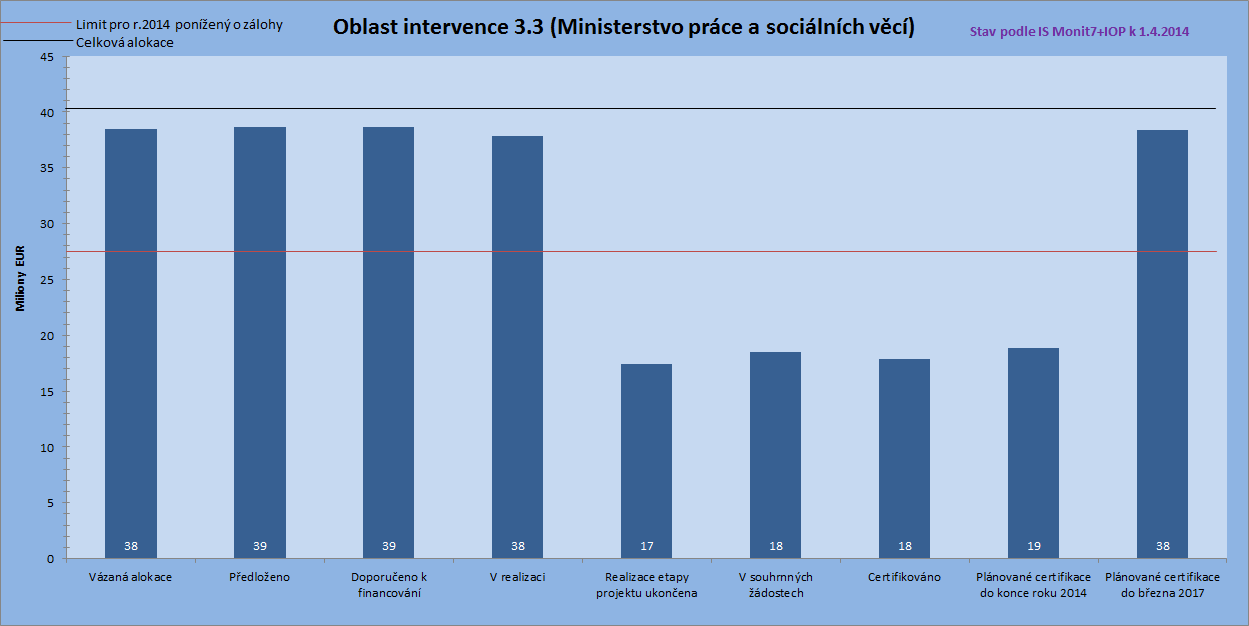 Limit pro r.2014 ponížený o zálohy
Celková alokace
Oblast intervence 3.3 (Ministerstvo práce a sociálních věcí)
Stav podle IS Monit7+IOP k 1.4.2014
Miliony EUR
45
40
35
30
25
20
15
10
5
0
38
39
39
38
17
18
18
19
38
Vázaná alokace
Předloženo
Doporučeno k
financování
V realizaci
Realizace etapy
projektu ukončena
V souhrnných
žádostech
Certifikováno
Plánované certifikace
do konce roku 2014
Plánované certifikace
do března 2017